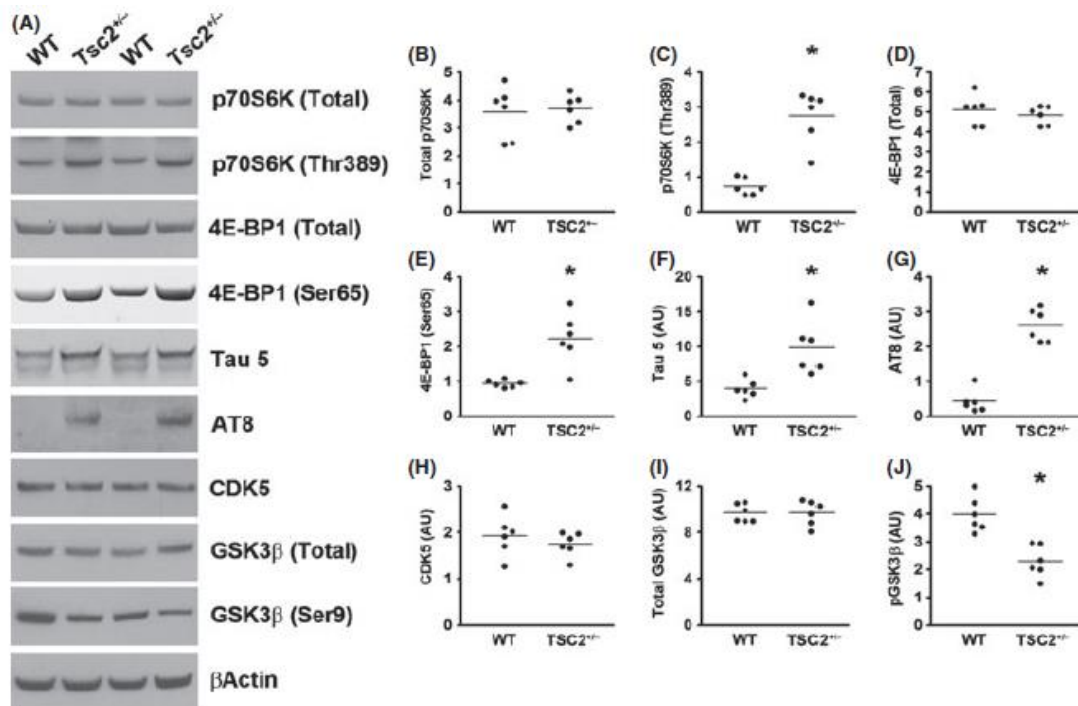 (A)
WT Tsc2+/− WT Tsc2+/−
p70S6K (Total)
p70S6K (Thr389)
4E-BP1 (Total)
4E-BP1 (Ser65)
Tau 5
AT8
CDK5
GSK3β (Total)
GSK3β (Ser9)
βActin
(B)
Total p70S6K
5
4
3
2
1
0
WT TSC2+/−
(C)
*
p70S6K (Thr389)
4
3
2
1
0
WT TSC2+/−
(D)
4E-BP1 (Total)
7
6
5
4
3
2
1
0
WT TSC2+/−
(E)
*
4E-BP1 (Ser65)
4
3
2
1
0
WT TSC2+/−
(F)
*
Tau 5 (AU)
20
15
10
5
0
WT TSC2+/−
(G)
*
AT8 (AU)
4
3
2
1
0
WT TSC2+/−
(H)
CDK5 (AU)
3
2
1
0
WT TSC2+/−
(I)
Total GSK3β (AU)
12
9
6
3
0
WT TSC2+/−
(J)
*
pGSK3β (AU)
6
5
4
3
2
1
0
WT TSC2+/−